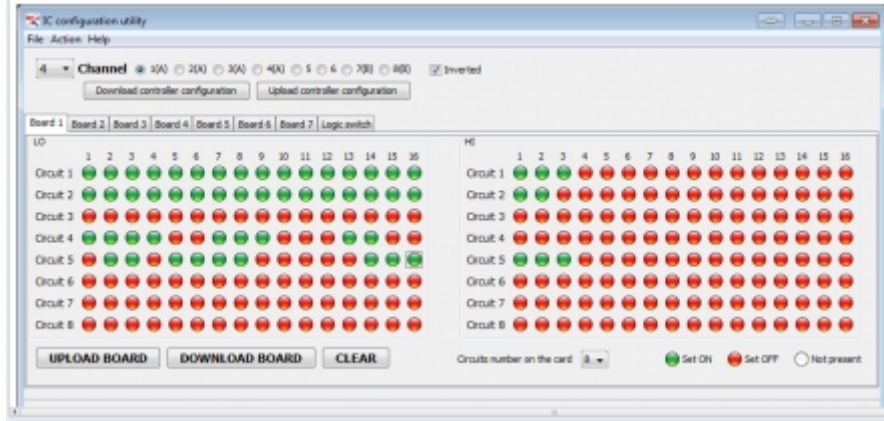 IC configuration utility
File Action Help
4 Channel 1(A) 2(A) 3(A) 4(A) 5 6 7(B) 8(B) Inverted
Download controller configuration Upload controller configuration
Board 1 Board 2 Board 3 Board 4 Board 5 Board 6 Board 7 Logic switch
LO
1 2 3 4 5 6 7 8 9 10 11 12 13 14 15 16
Circuit 1
Circuit 2
Circuit 3
Circuit 4
Circuit 5
Circuit 6
Circuit 7
Circuit 8
HI
1 2 3 4 5 6 7 8 9 10 11 12 13 14 15 16
Circuit 1
Circuit 2
Circuit 3
Circuit 4
Circuit 5
Circuit 6
Circuit 7
Circuit 8
UPLOAD BOARD DOWNLOAD BOARD CLEAR
Circuits number on the card 8 Set ON Set OFF Not present